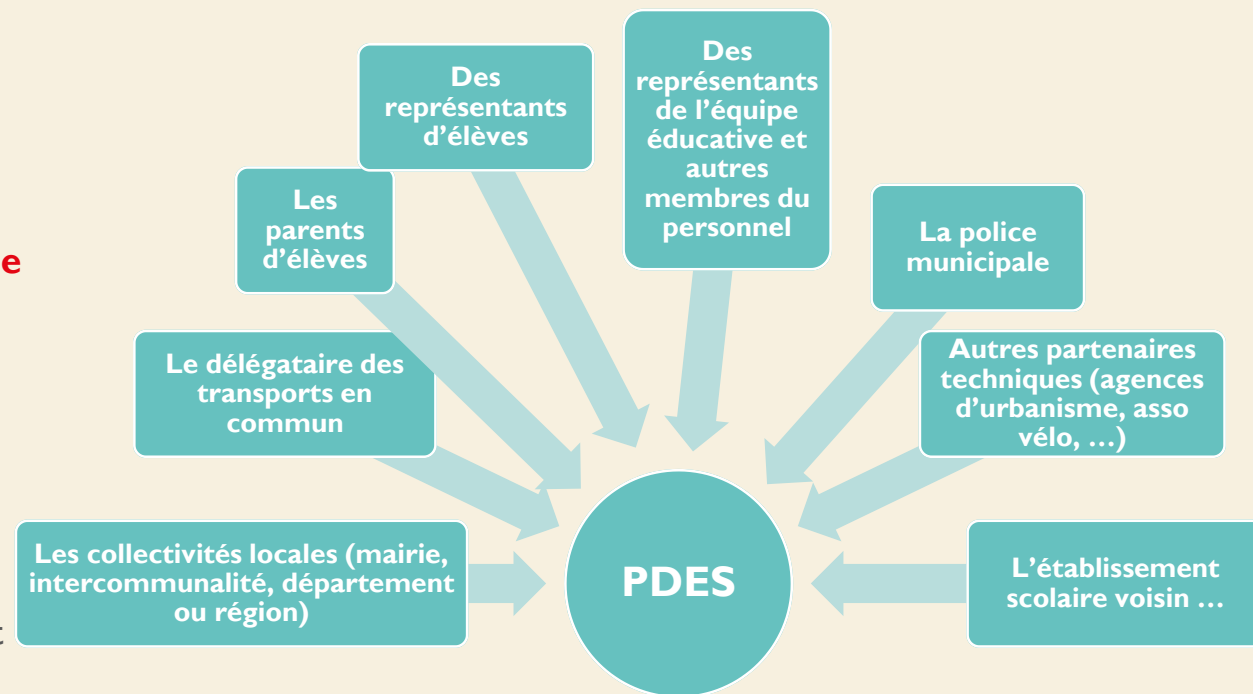 Des
représentants
d’élèves
Des
représentants
de l’équipe
éducative et
autres
membres du
personnel
Les
parents
d’élèves
La police
municipale
e
Le délégataire des
transports en
commun
Autres partenaires
techniques (agences
d’urbanisme, asso
vélo, …)
Les collectivités locales (mairie,
intercommunalité, département
ou région)
PDES
L’établissement
scolaire voisin …
t